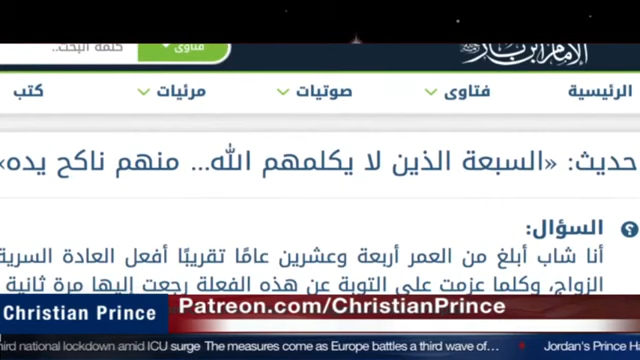 كلمة البحث...
فتاوى
الإمام ابن باز
الرئيسية
فتاوى
صوتيات
مرئيات
كتب
حديث: «السبعة الذين لا يكلمهم الله... منهم ناكح يده»
السؤال:
أنا شاب أبلغ من العمر أربعة وعشرين عامًا تقريبًا أفعل العادة السرية
الزواج، وكلما عزمت على التوبة عن هذه الفعلة رجعت إليها مرة ثانية
Patreon.com/ChristianPrince
Christian Prince
third national lockdown amid ICU surge The measures come as Europe battles a third wave of… Jordan's Prince Ha